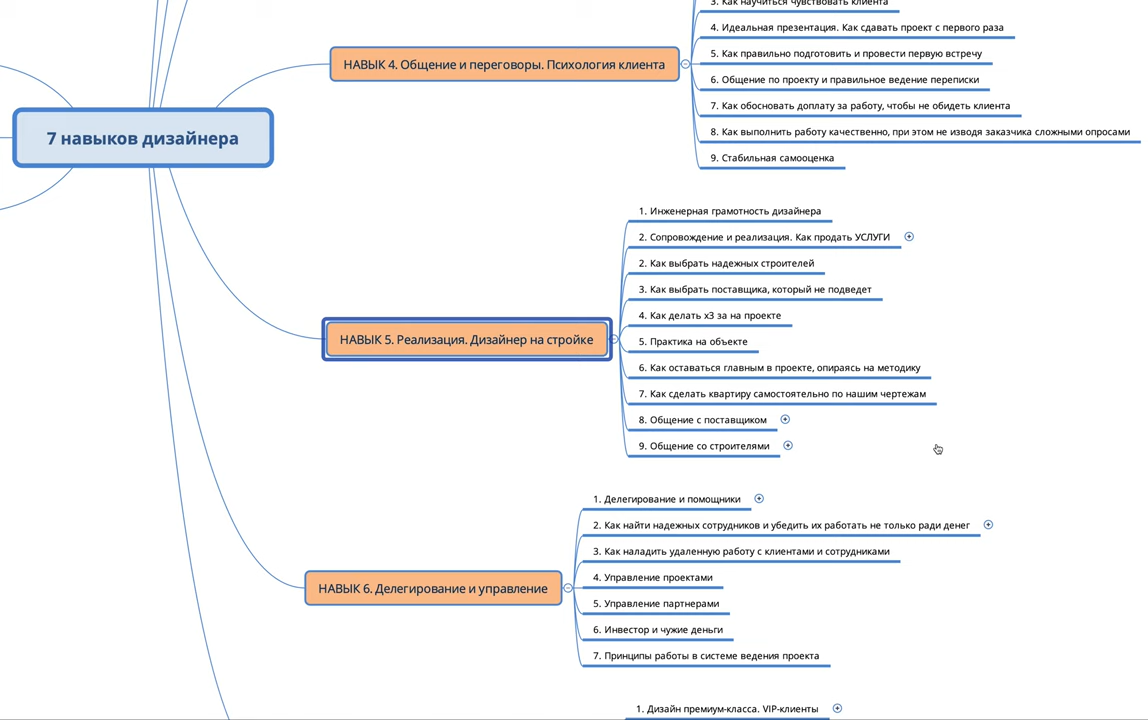 3. Как научиться чувствовать клиента
4. Идеальная презентация. Как сдавать проект с первого раза
5. Как правильно подготовить и провести первую встречу
НАВЫК 4. Общение и переговоры. Психология клиента
6. Общение по проекту и правильное ведение переписки
7. Как обосновать доплату за работу, чтобы не обидеть клиента
8. Как выполнить работу качественно, при этом не изводя заказчика сложными опросами
9. Стабильная самооценка
7 навыков дизайнера
1. Инженерная грамотность дизайнера
2. Сопровождение и реализация. Как продать УСЛУГИ
2. Как выбрать надежных строителей
3. Как выбрать поставщика, который не подведет
4. Как делать х3 за на проекте
НАВЫК 5. Реализация. Дизайнер на стройке
5. Практика на объекте
6. Как оставаться главным в проекте, опираясь на методику
7. Как сделать квартиру самостоятельно по нашим чертежам
8. Общение с поставщиком
9. Общение со строителями
1. Делегирование и помощники
2. Как найти надежных сотрудников и убедить их работать не только ради денег
3. Как наладить удаленную работу с клиентами и сотрудниками
4. Управление проектами
НАВЫК 6. Делегирование и управление
5. Управление партнерами
6. Инвестор и чужие деньги
7. Принципы работы в системе ведения проекта
1. Дизайн премиум-класса. VIP-клиенты